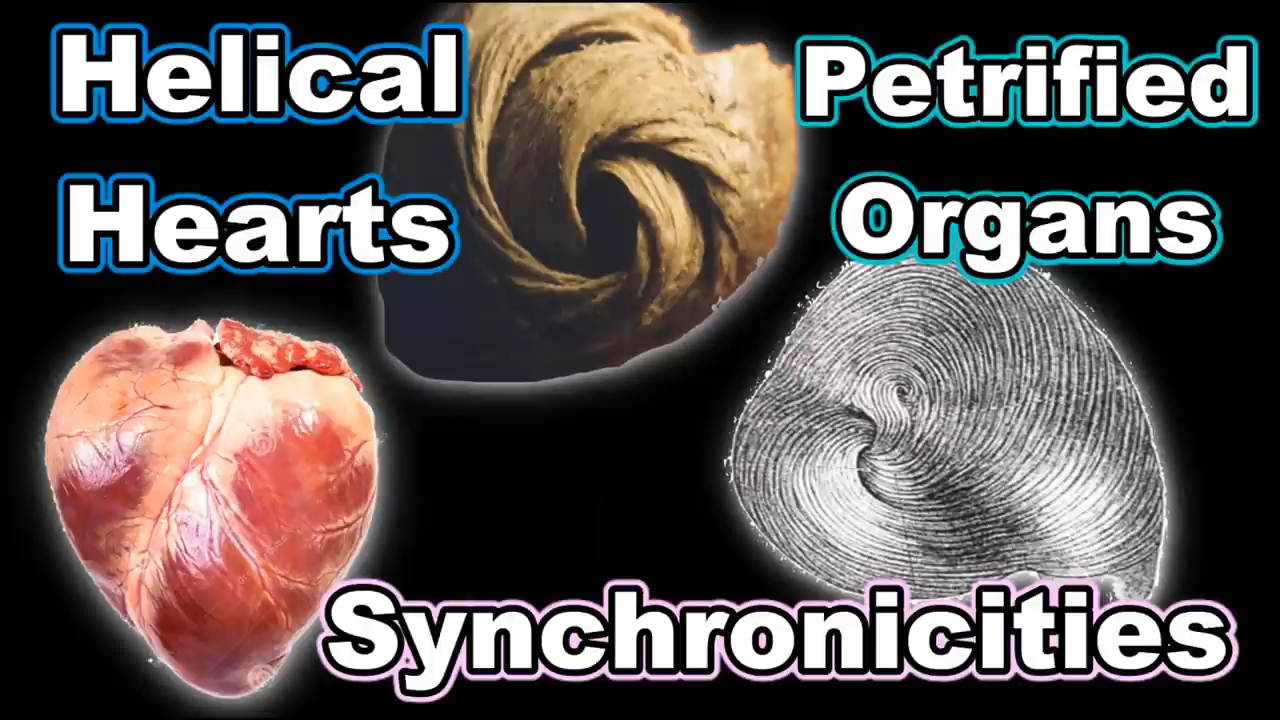 Helical
Hearts
Petrified
Organs
Synchronicities